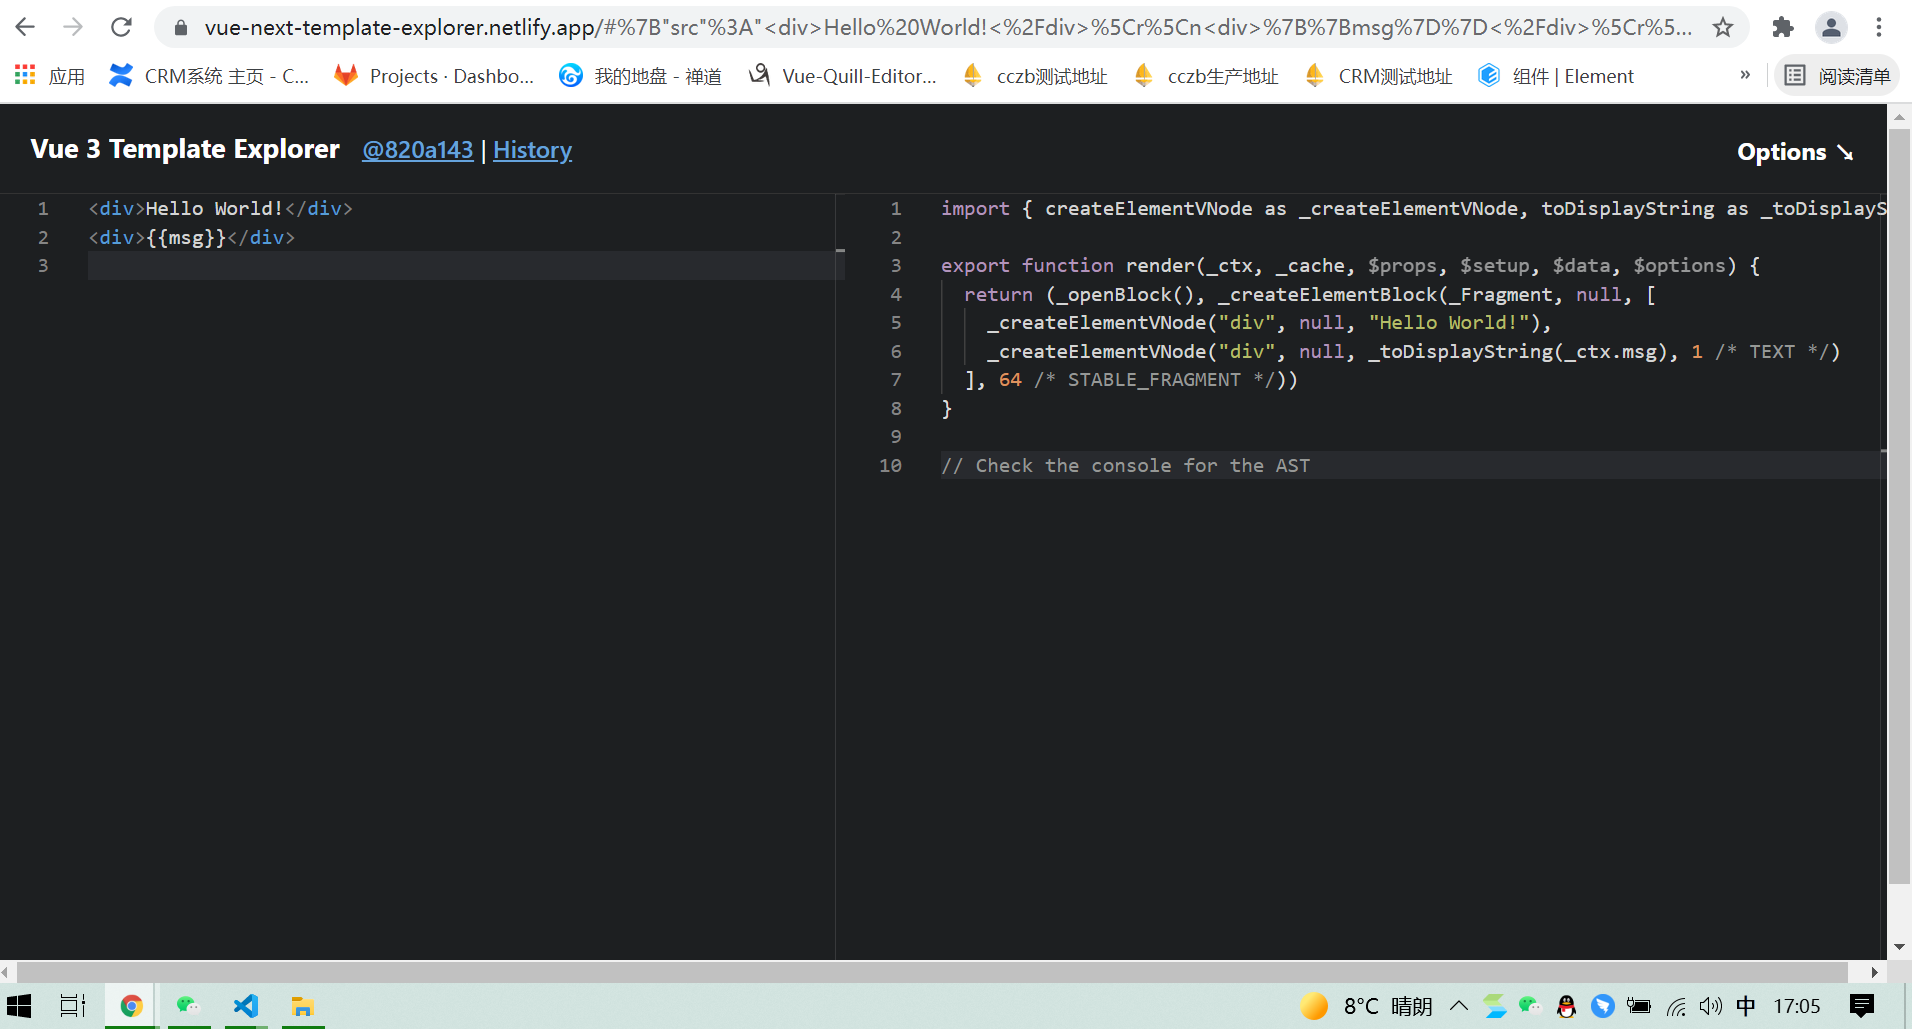 vue-next-template-explorer.netlify.app/#%7B"src"%3A"<div>Hello%20World!<%2Fdiv>%5Cr%5Cn<div>%7B%7Bmsg%7D%7D<%2Fdiv>%5Cr%5...
应用 CRM系统 主页 - C... Projects · Dashbo... 我的地盘 - 禅道 Vue-Quill-Editor... cczb测试地址 cczb生产地址 CRM测试地址 组件 | Element » 阅读清单
Vue 3 Template Explorer @820a143 | History Options ↘
1 <div>Hello World!</div>
2 <div>{{msg}}</div>
3
1 import { createElementVNode as _createElementVNode, toDisplayString as _toDisplayS
2
3 export function render(_ctx, _cache, $props, $setup, $data, $options) {
4 return (_openBlock(), _createElementBlock(_Fragment, null, [
5 _createElementVNode("div", null, "Hello World!"),
6 _createElementVNode("div", null, _toDisplayString(_ctx.msg), 1 /* TEXT */)
7 ], 64 /* STABLE_FRAGMENT */))
8 }
9
10 // Check the console for the AST
8°C 晴朗 中 17:05